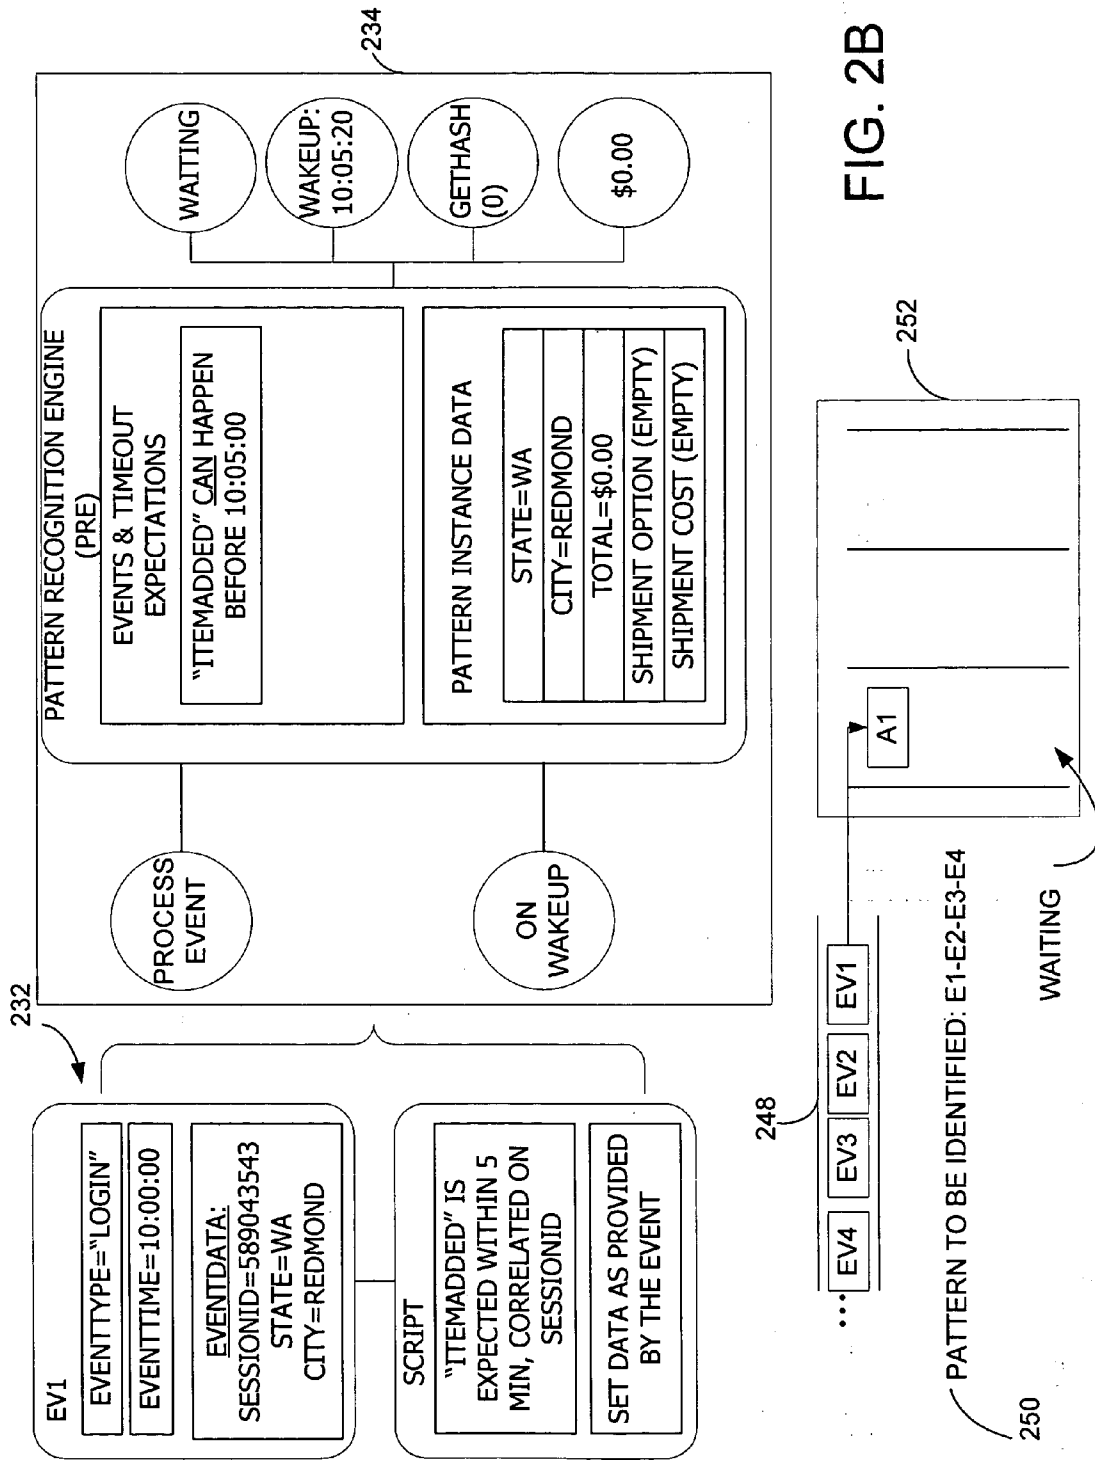 232
EV1
EVENTTYPE="LOGIN"
EVENTTIME=10:00:00
EVENTDATA:
SESSIONID=589043543
STATE=WA
CITY=REDMOND
SCRIPT
"ITEMADDED" IS
EXPECTED WITHIN 5
MIN, CORRELATED ON
SESSIONID
SET DATA AS PROVIDED
BY THE EVENT
PROCESS
EVENT
ON
WAKEUP
PATTERN RECOGNITION ENGINE
(PRE)
EVENTS & TIMEOUT
EXPECTATIONS
"ITEMADDED" CAN HAPPEN
BEFORE 10:05:00
PATTERN INSTANCE DATA
STATE=WA
CITY=REDMOND
TOTAL=$0.00
SHIPMENT OPTION (EMPTY)
SHIPMENT COST (EMPTY)
WAITING
WAKEUP:
10:05:20
GETHASH
(0)
$0.00
234
248
EV4
EV3
EV2
EV1
A1
252
250
PATTERN TO BE IDENTIFIED: E1-E2-E3-E4
WAITING
FIG. 2B